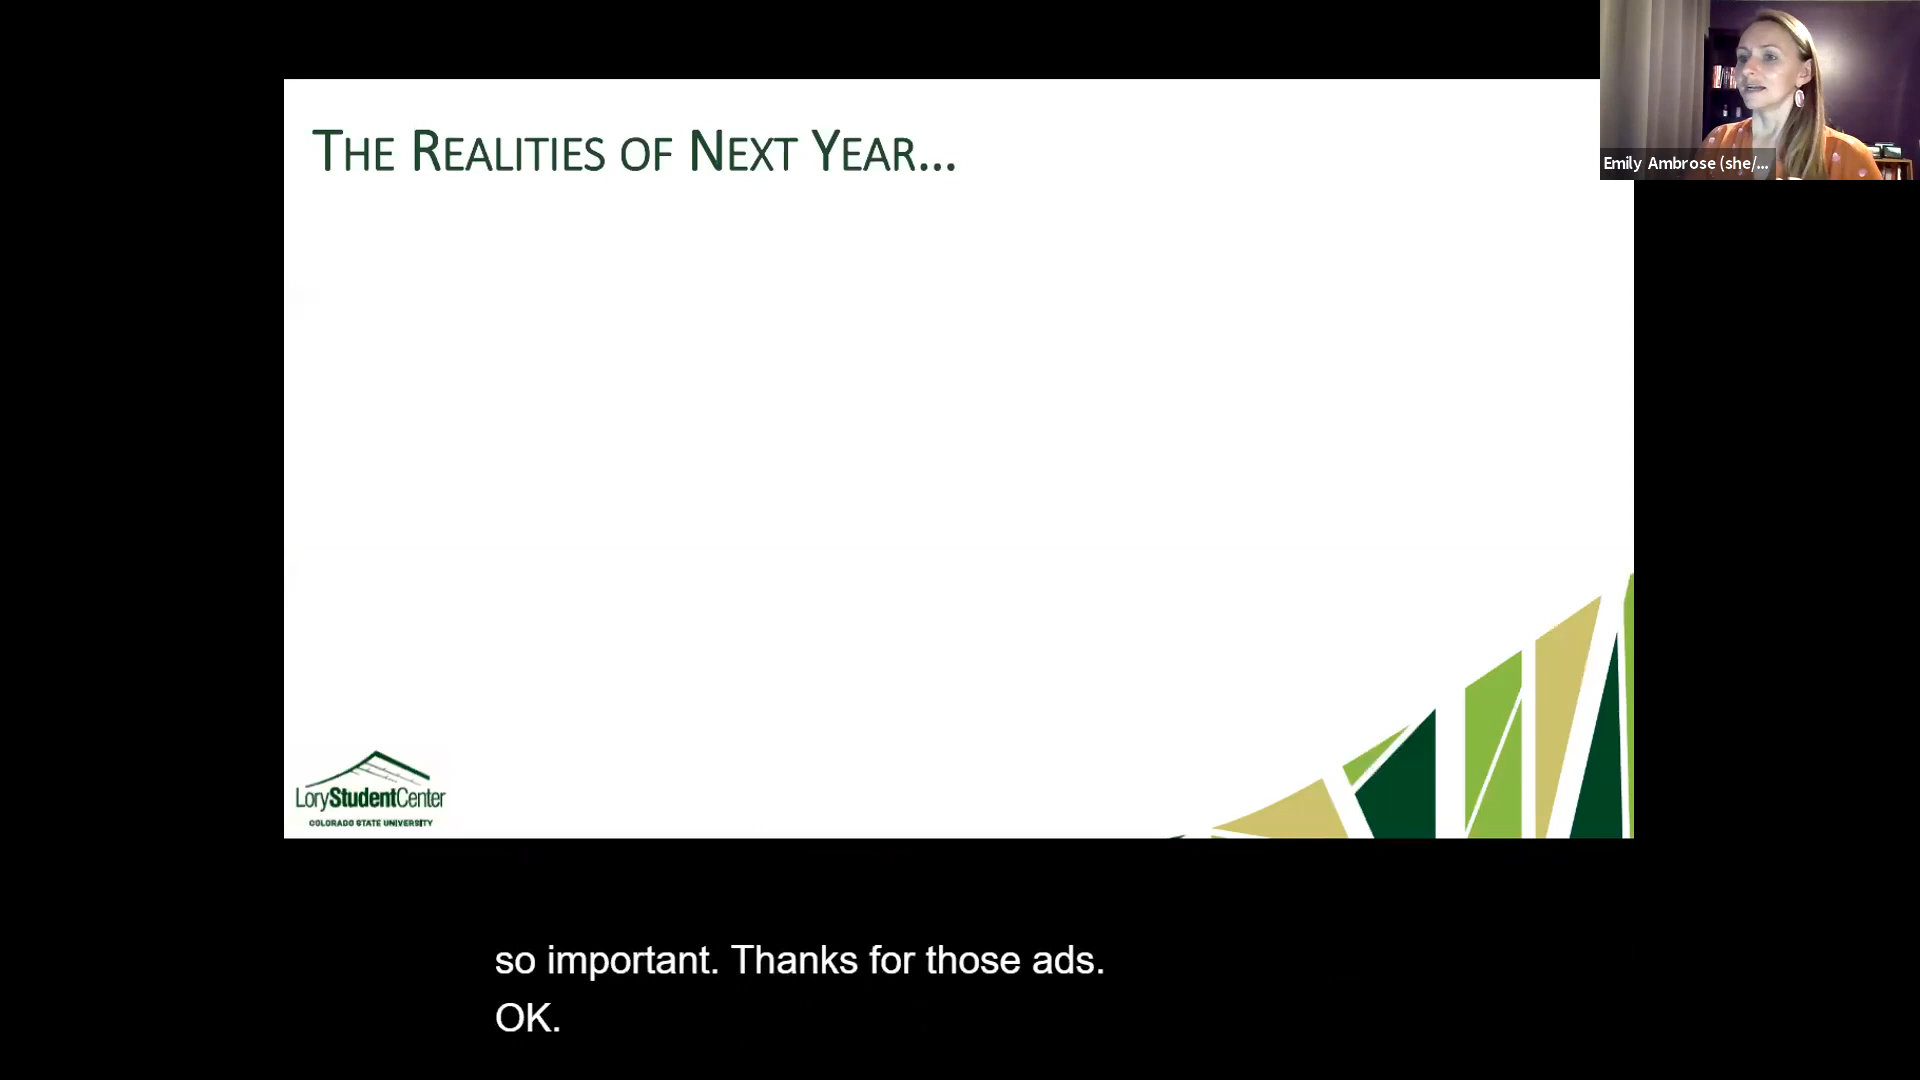 The Realities of Next Year...
Emily Ambrose (she/...
LoryStudentCenter
COLORADO STATE UNIVERSITY
so important. Thanks for those ads.
OK.